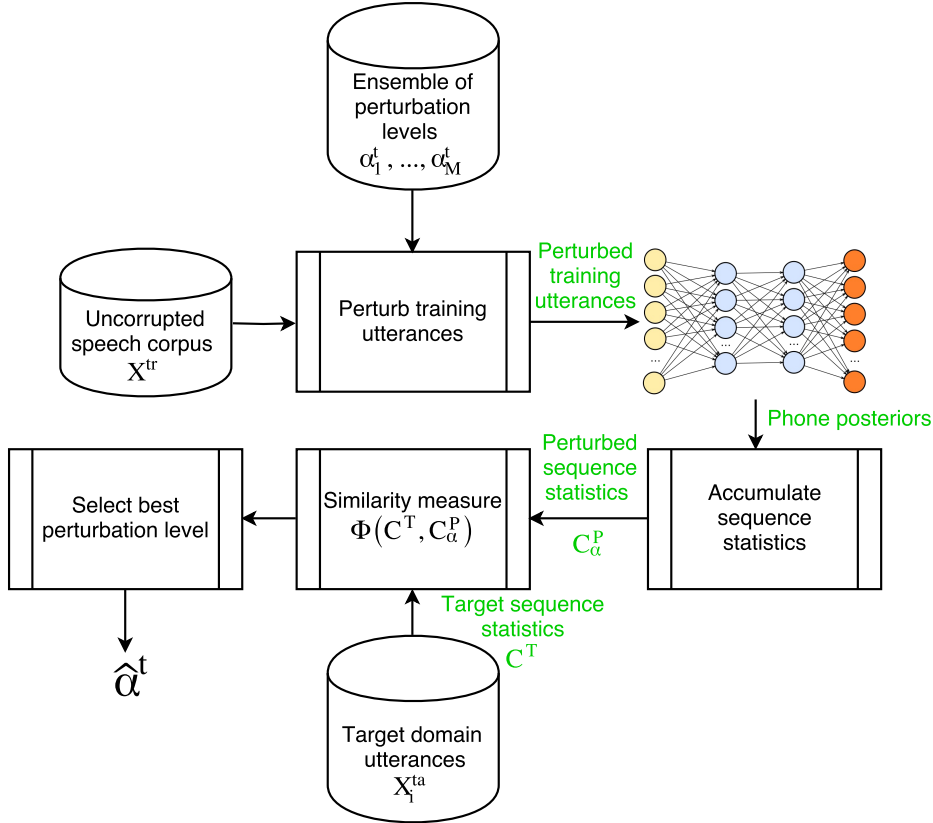 Ensemble of
perturbation
levels
α₁ᵗ, ..., α_Mᵗ
Uncorrupted
speech corpus
Xᵗʳ
Perturb training
utterances
Perturbed
training
utterances
...
...
...
...
Phone posteriors
Select best
perturbation level
Similarity measure
Φ(Cᵀ, C_αᴾ)
Perturbed
sequence
statistics
C_αᴾ
Accumulate
sequence
statistics
Target sequence
statistics
Cᵀ
α̂ᵗ
Target domain
utterances
Xᵢᵗᵃ